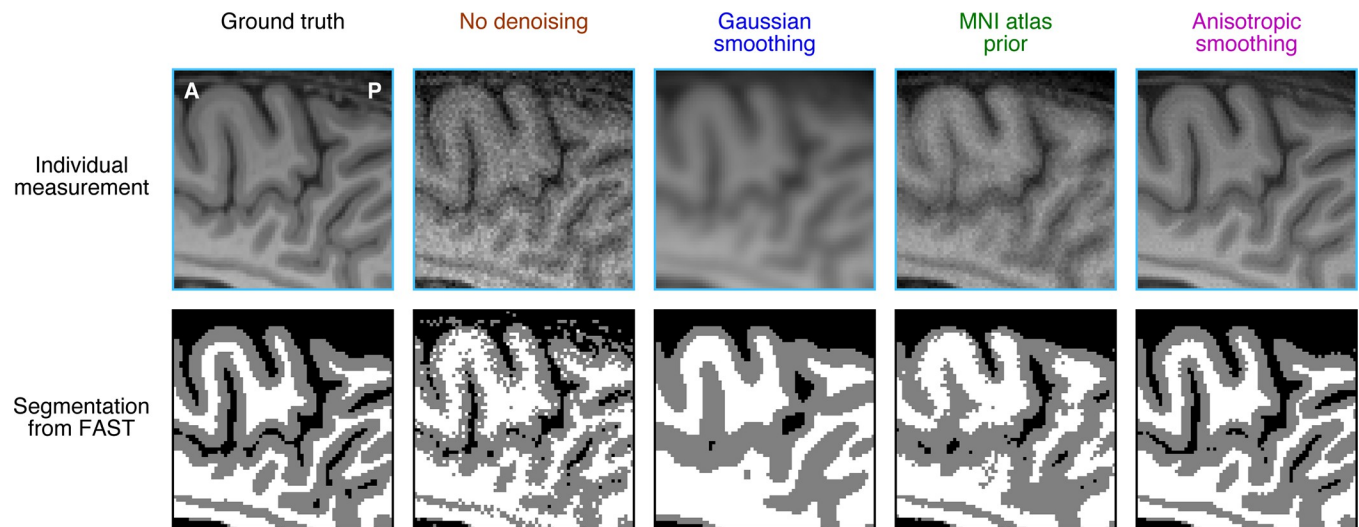 Ground truth
No denoising
Gaussian
smoothing
MNI atlas
prior
Anisotropic
smoothing
Individual
measurement
A
P
Segmentation
from FAST